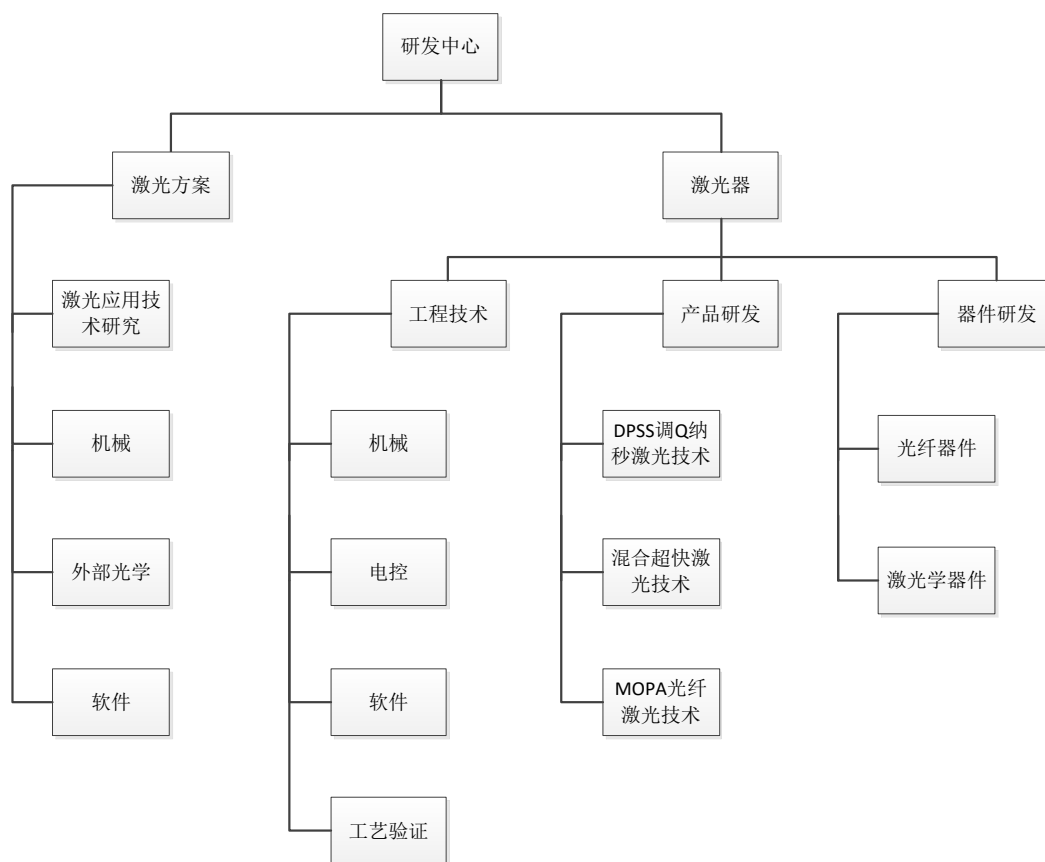 研发中心
激光方案
激光器
激光应用技
术研究
工程技术
产品研发
器件研发
机械
机械
DPSS调Q纳
秒激光技术
光纤器件
外部光学
电控
混合超快激
光技术
激光学器件
软件
软件
MOPA光纤
激光技术
工艺验证